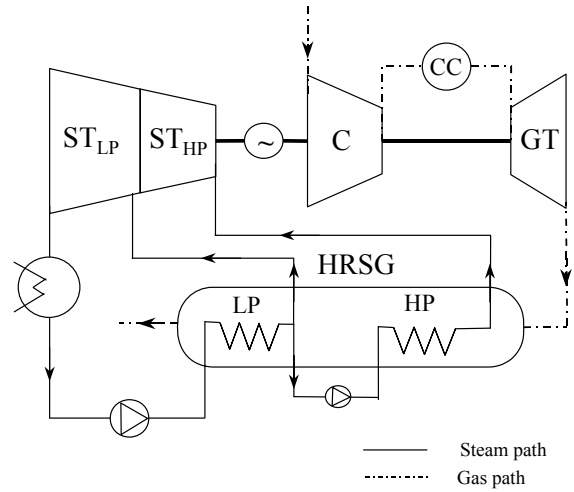 CC
ST_LP ST_HP ~ C GT
HRSG
LP HP
Steam path
Gas path